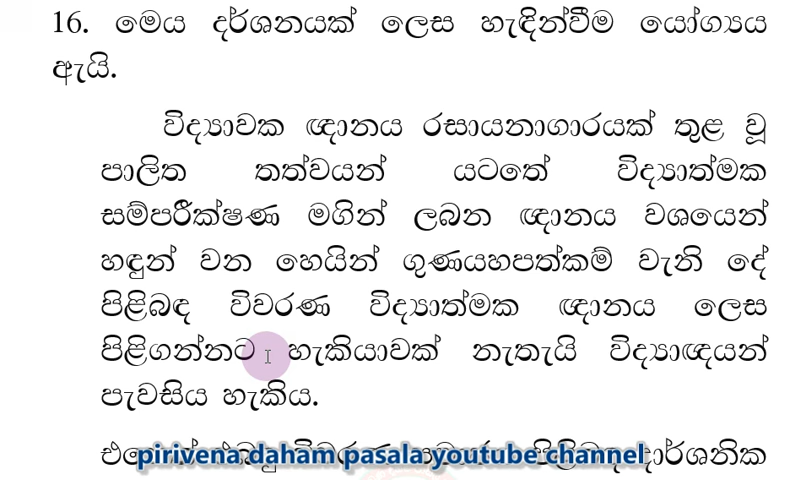 16. මෙය දර්ශනයක් ලෙස හැඳින්වීම යෝග්‍යය
ඇයි.
විද්‍යාවක ඥානය රසායනාගාරයක් තුළ වූ
පාලිත තත්වයන් යටතේ විද්‍යාත්මක
සම්පරීක්ෂණ මගින් ලබන ඥානය වශයෙන්
හඳුන් වන හෙයින් ගුණයහපත්කම් වැනි දේ
පිළිබඳ විවරණ විද්‍යාත්මක ඥානය ලෙස
පිළිගන්නට හැකියාවක් නැතැයි විද්‍යාඥයන්
පැවසිය හැකිය.
දාර්ශනික
pirivena daham pasala youtube channel